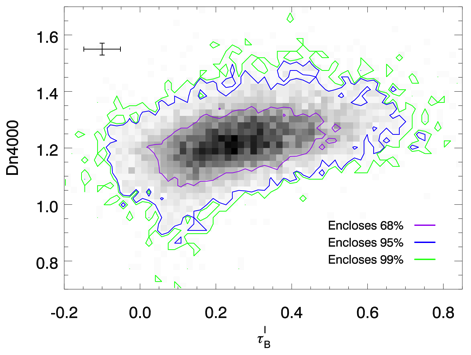 1.6
1.4
1.2
1.0
0.8
Dn4000
Encloses 68%
Encloses 95%
Encloses 99%
-0.2 0.0 0.2 0.4 0.6 0.8
τ_B^l